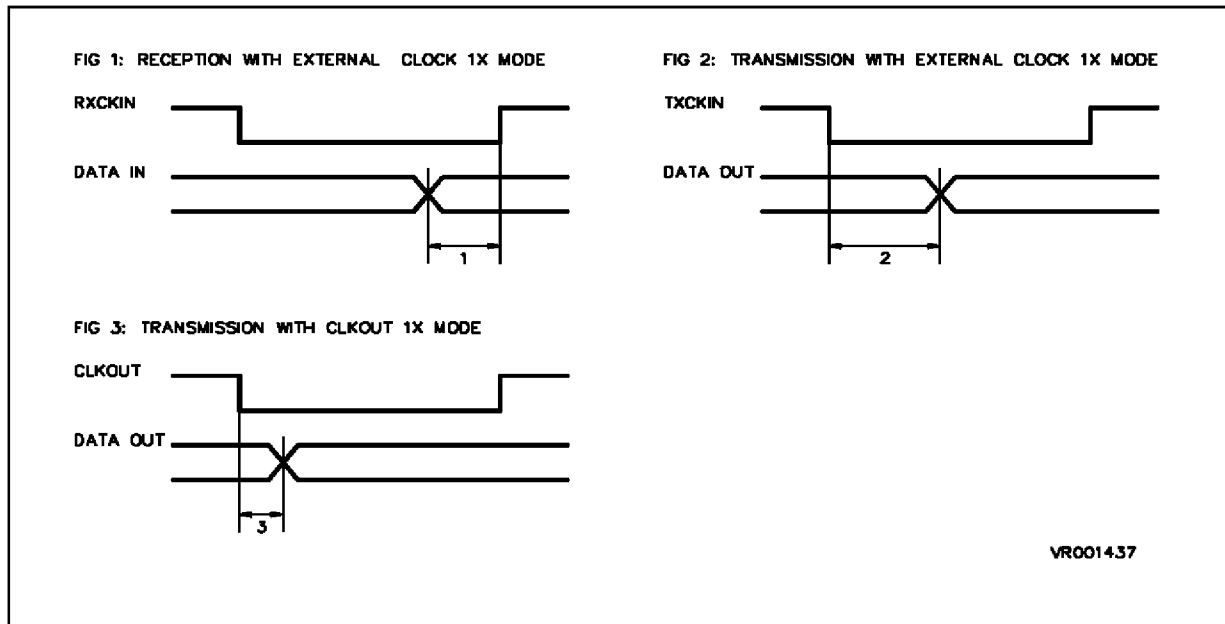 FIG 1: RECEPTION WITH EXTERNAL CLOCK 1X MODE
RXCKIN
DATA IN
1
FIG 2: TRANSMISSION WITH EXTERNAL CLOCK 1X MODE
TXCKIN
DATA OUT
2
FIG 3: TRANSMISSION WITH CLKOUT 1X MODE
CLKOUT
DATA OUT
3
VR001437